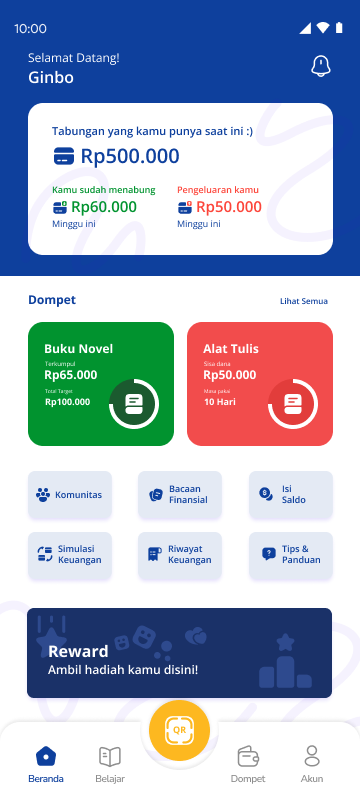 10:00
Selamat Datang!
Ginbo
Tabungan yang kamu punya saat ini :)
Rp500.000
Kamu sudah menabung
Rp60.000
Minggu ini
Pengeluaran kamu
Rp50.000
Minggu ini
Dompet
Lihat Semua
Buku Novel
Terkumpul
Rp65.000
Total Target
Rp100.000
Alat Tulis
Sisa dana
Rp50.000
Masa pakai
10 Hari
Komunitas
Bacaan
Finansial
Isi
Saldo
Simulasi
Keuangan
Riwayat
Keuangan
Tips &
Panduan
Reward
Ambil hadiah kamu disini!
QR
Beranda
Belajar
Dompet
Akun